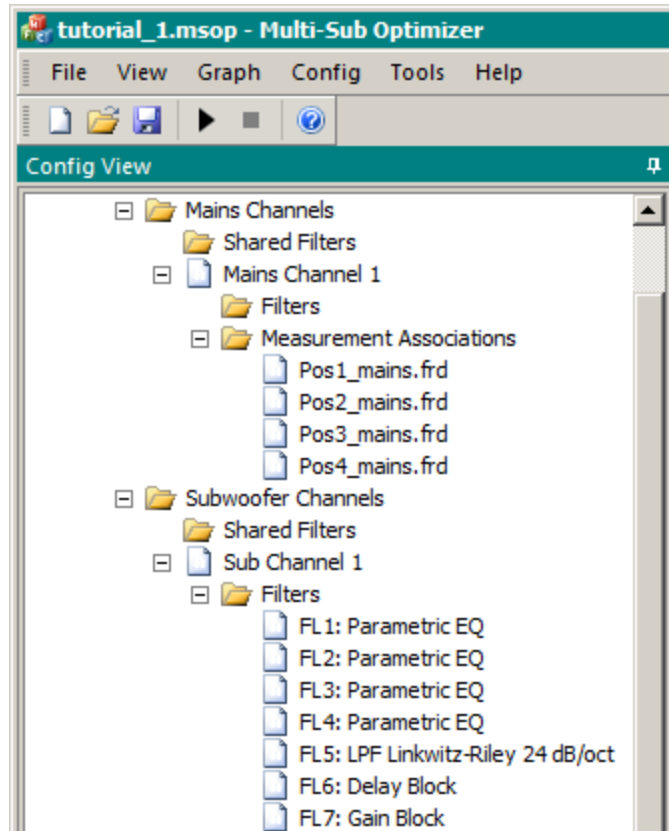 tutorial_1.msop - Multi-Sub Optimizer
File View Graph Config Tools Help
Config View
Mains Channels
Shared Filters
Mains Channel 1
Filters
Measurement Associations
Pos1_mains.frd
Pos2_mains.frd
Pos3_mains.frd
Pos4_mains.frd
Subwoofer Channels
Shared Filters
Sub Channel 1
Filters
FL1: Parametric EQ
FL2: Parametric EQ
FL3: Parametric EQ
FL4: Parametric EQ
FL5: LPF Linkwitz-Riley 24 dB/oct
FL6: Delay Block
FL7: Gain Block